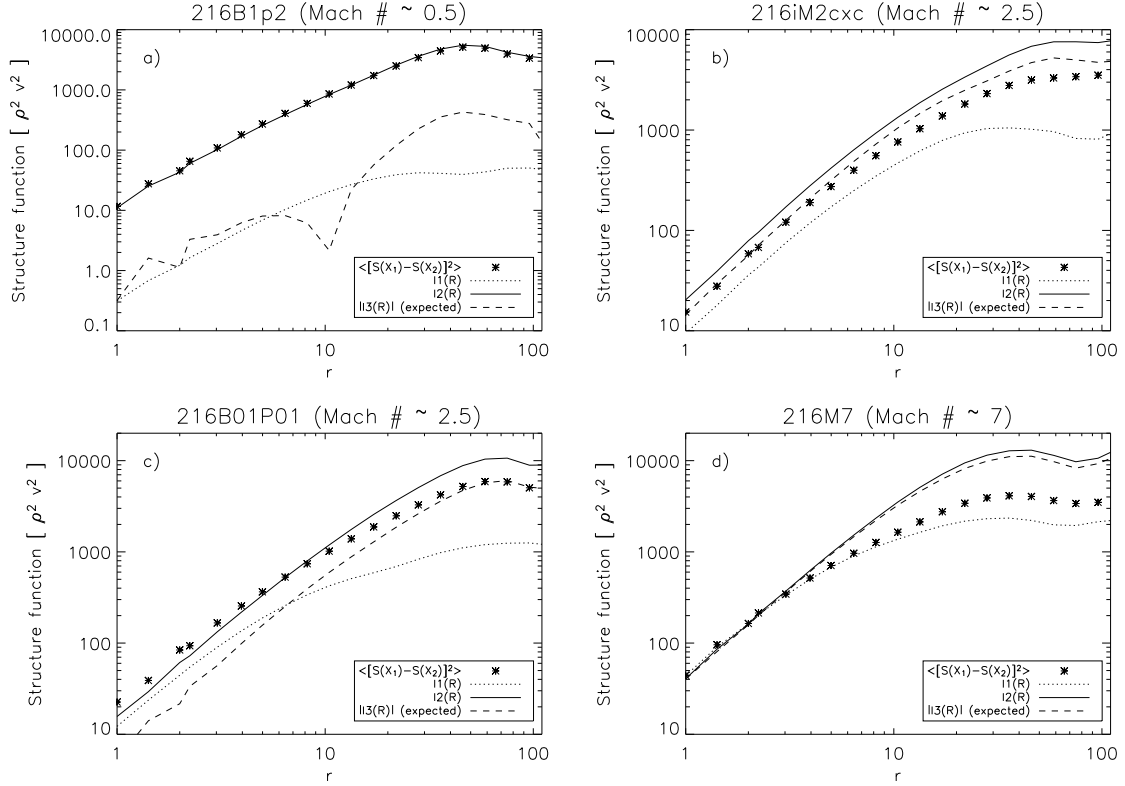 216B1p2 (Mach # ~ 0.5)
a)
Structure function [ ρ² v² ]
10000.0
1000.0
100.0
10.0
1.0
0.1
<[S(X₁)−S(X₂)]²>
I1(R)
I2(R)
|I3(R)| (expected)
1
10
100
r
216iM2cxc (Mach # ~ 2.5)
b)
Structure function [ ρ² v² ]
10000
1000
100
10
<[S(X₁)−S(X₂)]²>
I1(R)
I2(R)
|I3(R)| (expected)
1
10
100
r
216B01P01 (Mach # ~ 2.5)
c)
Structure function [ ρ² v² ]
10000
1000
100
10
<[S(X₁)−S(X₂)]²>
I1(R)
I2(R)
|I3(R)| (expected)
1
10
100
r
216M7 (Mach # ~ 7)
d)
Structure function [ ρ² v² ]
10000
1000
100
10
<[S(X₁)−S(X₂)]²>
I1(R)
I2(R)
|I3(R)| (expected)
1
10
100
r